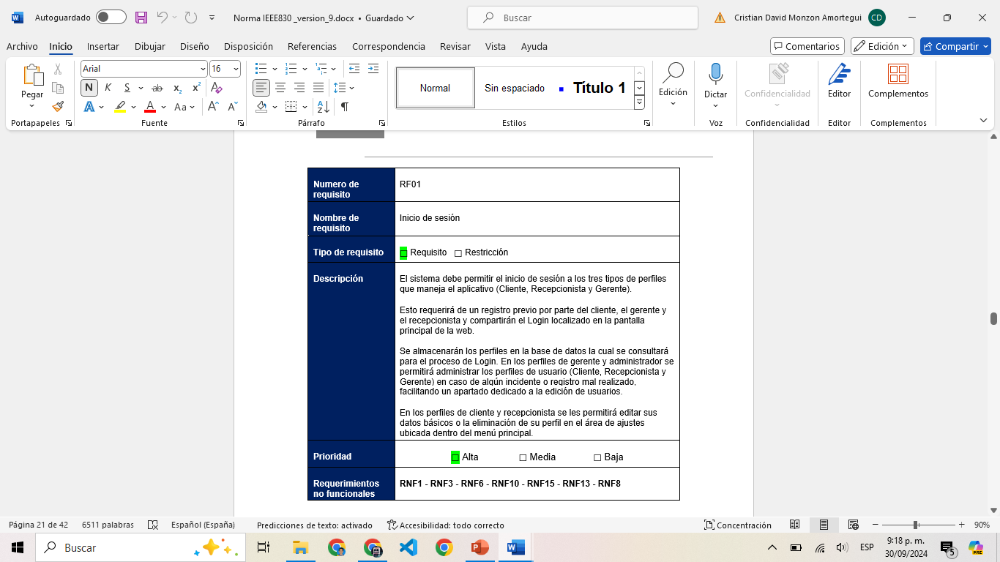 Autoguardado
Norma IEEE830 _version_9.docx • Guardado
Buscar
Cristian David Monzon Amortegui
CD
Archivo Inicio Insertar Dibujar Diseño Disposición Referencias Correspondencia Revisar Vista Ayuda
Comentarios
Edición
Compartir
Pegar
Portapapeles
Arial 16
N K S ab x₂ x² A
A A Aa A A
Fuente
Párrafo
Normal
Sin espaciado
Titulo 1
Estilos
Edición
Dictar
Voz
Confidencialidad
Confidencialidad
Editor
Editor
Complementos
Complementos
Numero de
requisito
RF01
Nombre de
requisito
Inicio de sesión
Tipo de requisito
☐ Requisito ☐ Restricción
Descripción
El sistema debe permitir el inicio de sesión a los tres tipos de perfiles
que maneja el aplicativo (Cliente, Recepcionista y Gerente).
Esto requerirá de un registro previo por parte del cliente, el gerente y
el recepcionista y compartirán el Login localizado en la pantalla
principal de la web.
Se almacenarán los perfiles en la base de datos la cual se consultará
para el proceso de Login. En los perfiles de gerente y administrador se
permitirá administrar los perfiles de usuario (Cliente, Recepcionista y
Gerente) en caso de algún incidente o registro mal realizado,
facilitando un apartado dedicado a la edición de usuarios.
En los perfiles de cliente y recepcionista se les permitirá editar sus
datos básicos o la eliminación de su perfil en el área de ajustes
ubicada dentro del menú principal.
Prioridad
☐ Alta ☐ Media ☐ Baja
Requerimientos
no funcionales
RNF1 - RNF3 - RNF6 - RNF10 - RNF15 - RNF13 - RNF8
Página 21 de 42
6511 palabras
Español (España)
Predicciones de texto: activado
Accesibilidad: todo correcto
Concentración
90%
Buscar
ESP
9:18 p. m.
30/09/2024
5
PRE